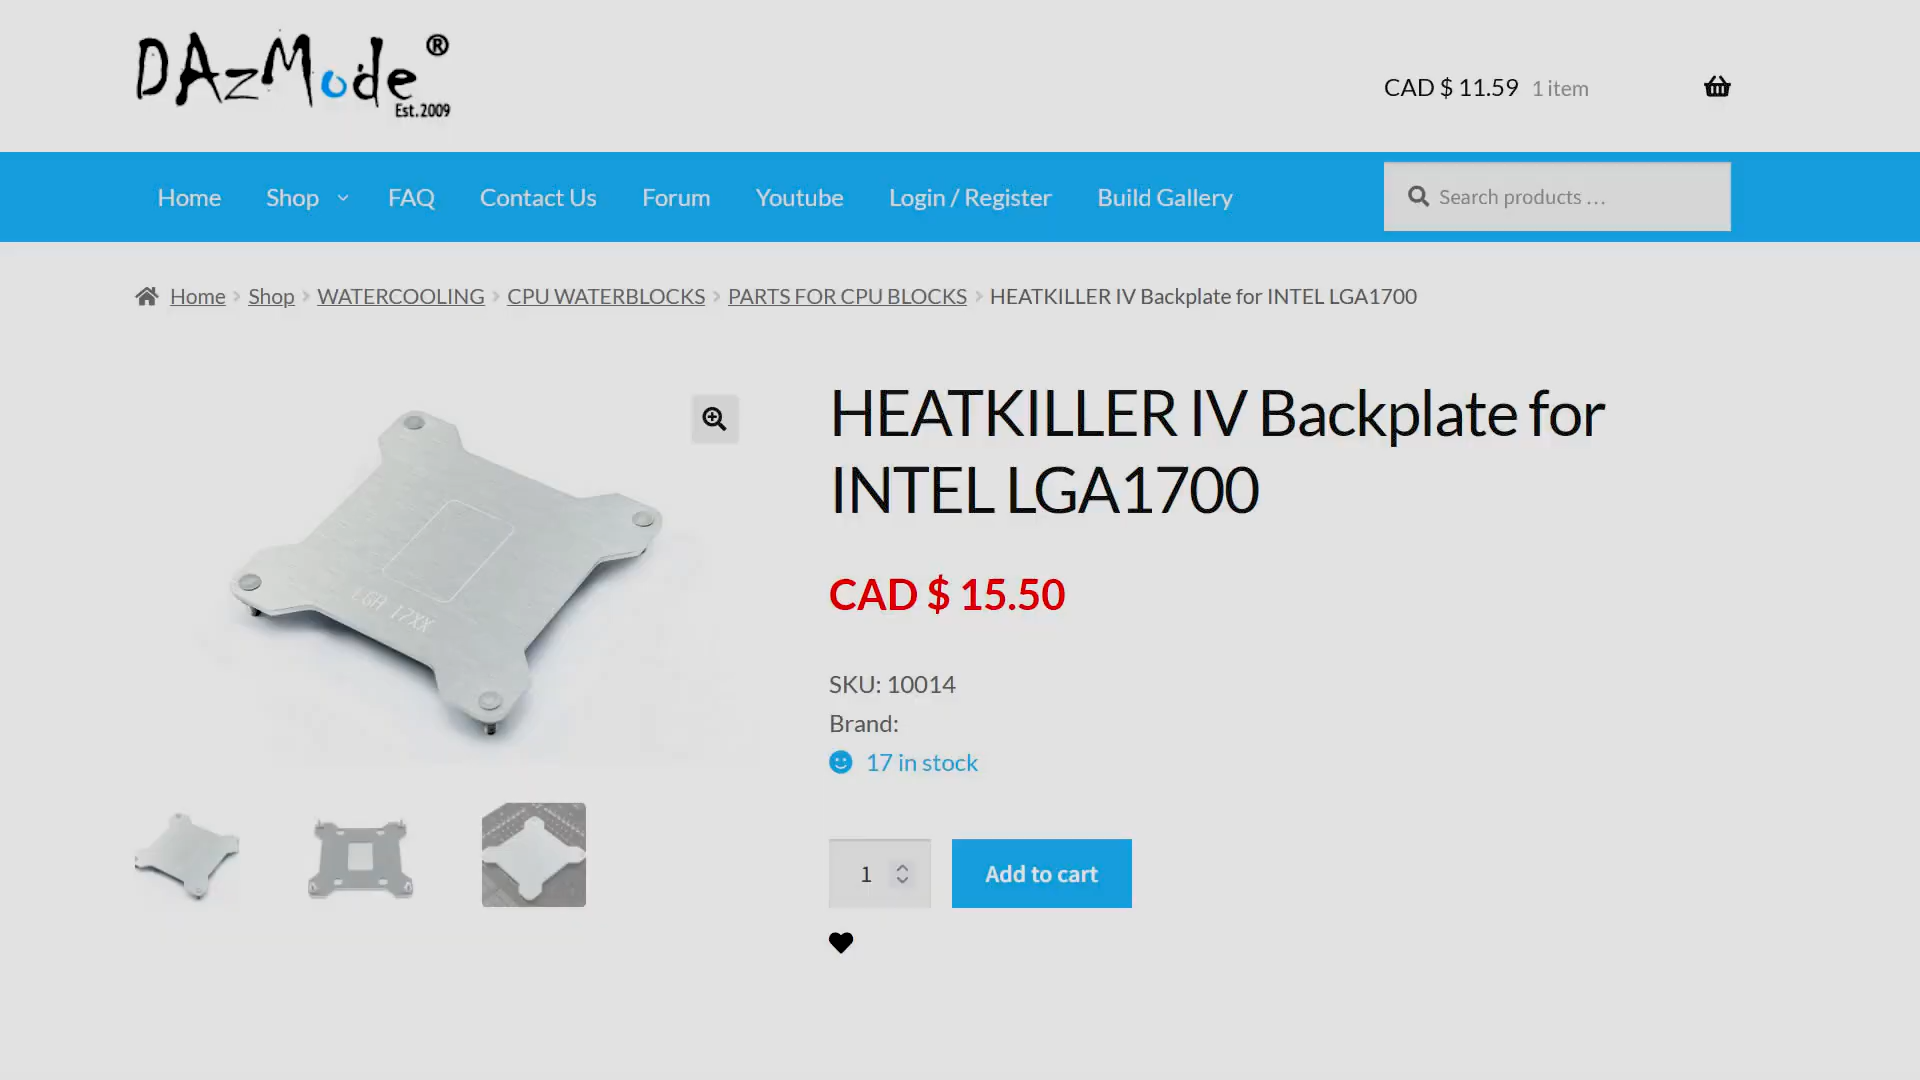 DAzMode®
Est.2009
CAD $ 11.59 1 item
Home Shop FAQ Contact Us Forum Youtube Login / Register Build Gallery
Search products …
Home Shop WATERCOOLING CPU WATERBLOCKS PARTS FOR CPU BLOCKS HEATKILLER IV Backplate for INTEL LGA1700
HEATKILLER IV Backplate for
INTEL LGA1700
LGA 17XX
CAD $ 15.50
SKU: 10014
Brand:
17 in stock
1
Add to cart